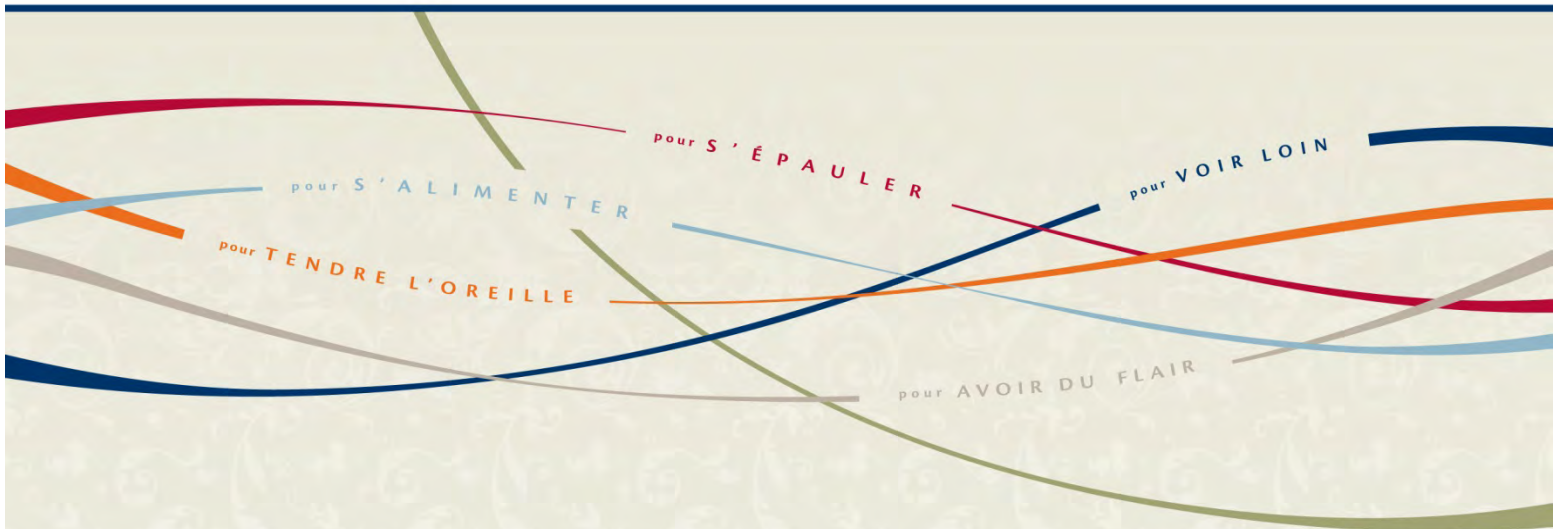 pour S'ÉPAULER
pour VOIR LOIN
pour S'ALIMENTER
pour TENDRE L'OREILLE
pour AVOIR DU FLAIR